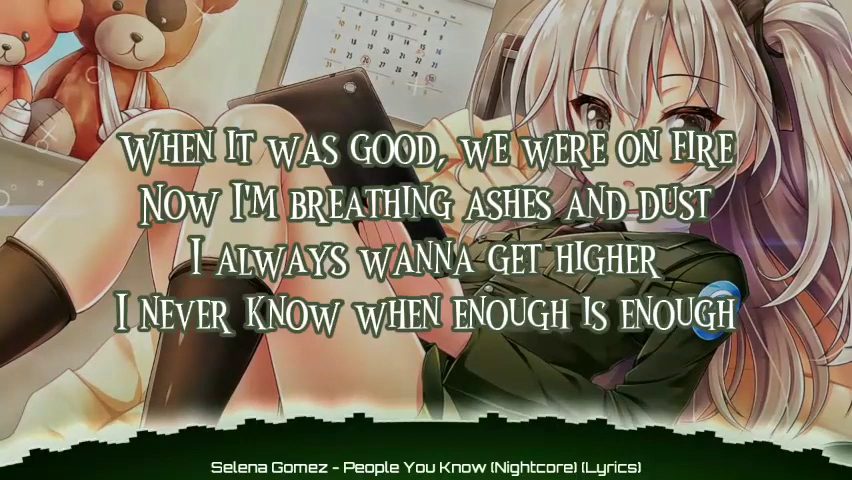 When it was good, we were on fire
Now I'm breathing ashes and dust
I always wanna get higher
I never know when enough is enough
Selena Gomez - People You Know (Nightcore) (Lyrics)